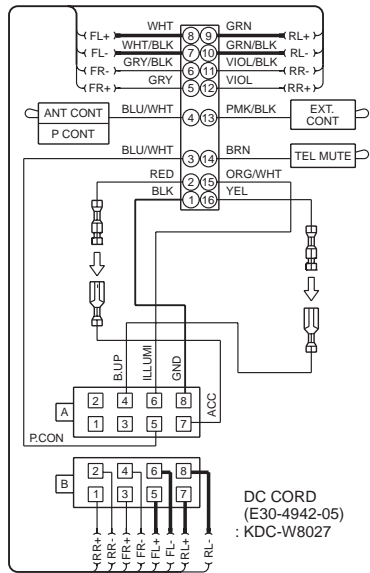 FL+ WHT 8 9 GRN RL+
FL- WHT/BLK 7 10 GRN/BLK RL-
FR- GRY/BLK 6 11 VIOL/BLK RR-
FR+ GRY 5 12 VIOL RR+
ANT CONT BLU/WHT 4 13 PMK/BLK EXT. CONT
P CONT
BLU/WHT 3 14 BRN TEL MUTE
RED 2 15 ORG/WHT
BLK 1 16 YEL
B.UP ILLUMI GND ACC
A 2 4 6 8
1 3 5 7
P.CON
B 2 4 6 8
1 3 5 7
RR+ RR- FR+ FR- FL+ FL- RL+ RL-
DC CORD
(E30-4942-05)
: KDC-W8027